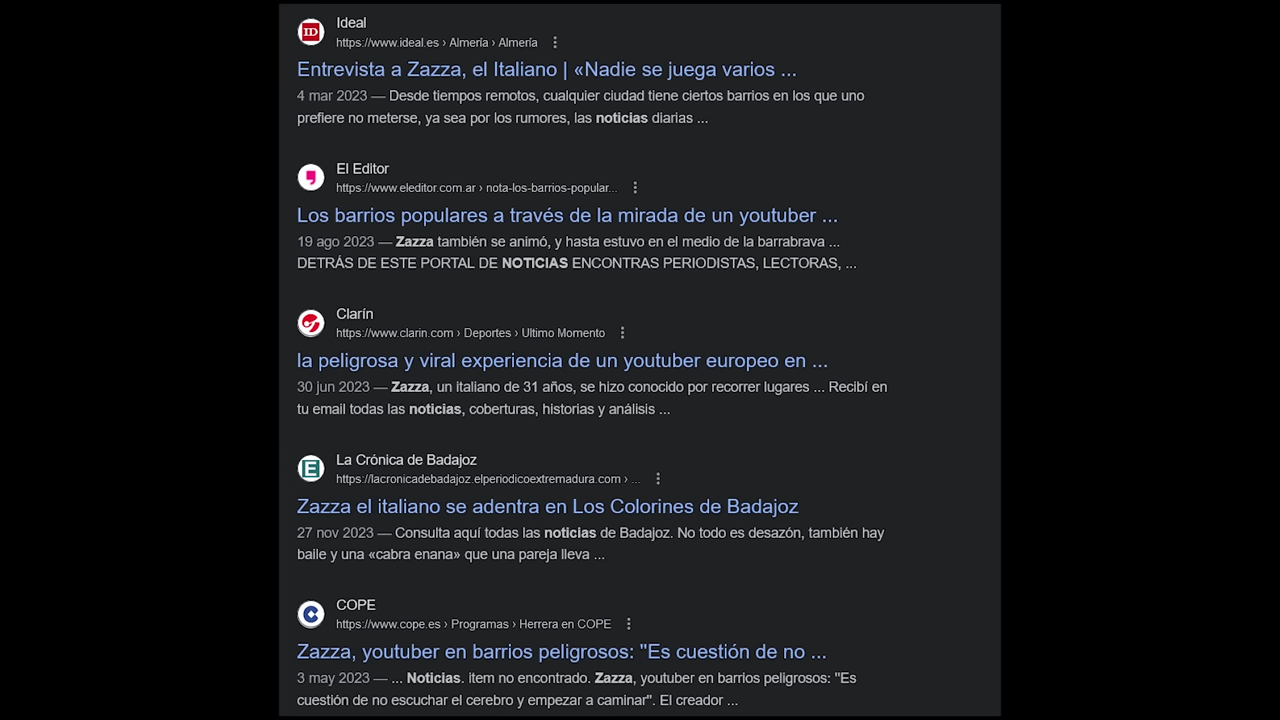 Ideal
https://www.ideal.es › Almería › Almería
Entrevista a Zazza, el Italiano | «Nadie se juega varios ...
4 mar 2023 — Desde tiempos remotos, cualquier ciudad tiene ciertos barrios en los que uno
prefiere no meterse, ya sea por los rumores, las noticias diarias ...
El Editor
https://www.eleditor.com.ar › nota-los-barrios-popular...
Los barrios populares a través de la mirada de un youtuber ...
19 ago 2023 — Zazza también se animó, y hasta estuvo en el medio de la barrabrava ...
DETRÁS DE ESTE PORTAL DE NOTICIAS ENCONTRAS PERIODISTAS, LECTORAS, ...
Clarín
https://www.clarin.com › Deportes › Ultimo Momento
la peligrosa y viral experiencia de un youtuber europeo en ...
30 jun 2023 — Zazza, un italiano de 31 años, se hizo conocido por recorrer lugares ... Recibí en
tu email todas las noticias, coberturas, historias y análisis ...
La Crónica de Badajoz
https://lacronicadebadajoz.elperiodicoextremadura.com › ...
Zazza el italiano se adentra en Los Colorines de Badajoz
27 nov 2023 — Consulta aquí todas las noticias de Badajoz. No todo es desazón, también hay
baile y una «cabra enana» que una pareja lleva ...
COPE
https://www.cope.es › Programas › Herrera en COPE
Zazza, youtuber en barrios peligrosos: "Es cuestión de no ...
3 may 2023 — ... Noticias. item no encontrado. Zazza, youtuber en barrios peligrosos: "Es
cuestión de no escuchar el cerebro y empezar a caminar". El creador ...